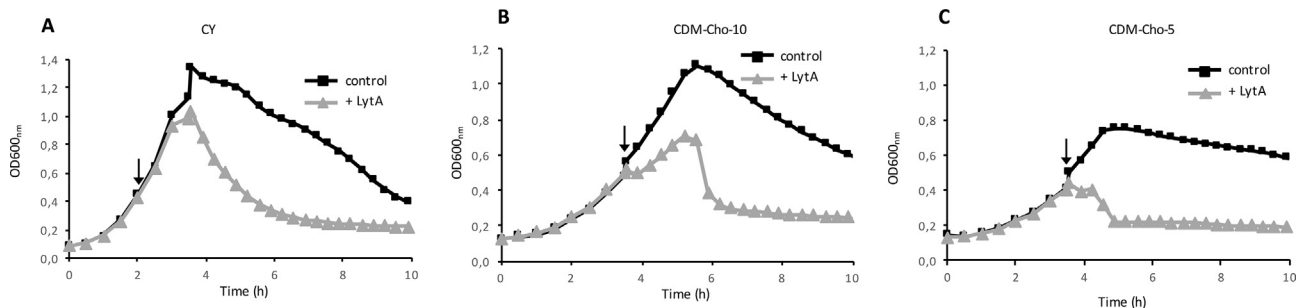 A
CY
OD600nm
1,4
1,2
1,0
0,8
0,6
0,4
0,2
0,0
0
2
4
6
8
10
Time (h)
control
+ LytA
B
CDM-Cho-10
OD600nm
1,2
1,0
0,8
0,6
0,4
0,2
0,0
0
2
4
6
8
10
Time (h)
control
+ LytA
C
CDM-Cho-5
OD600nm
1,2
1,0
0,8
0,6
0,4
0,2
0,0
0
2
4
6
8
10
Time (h)
control
+ LytA